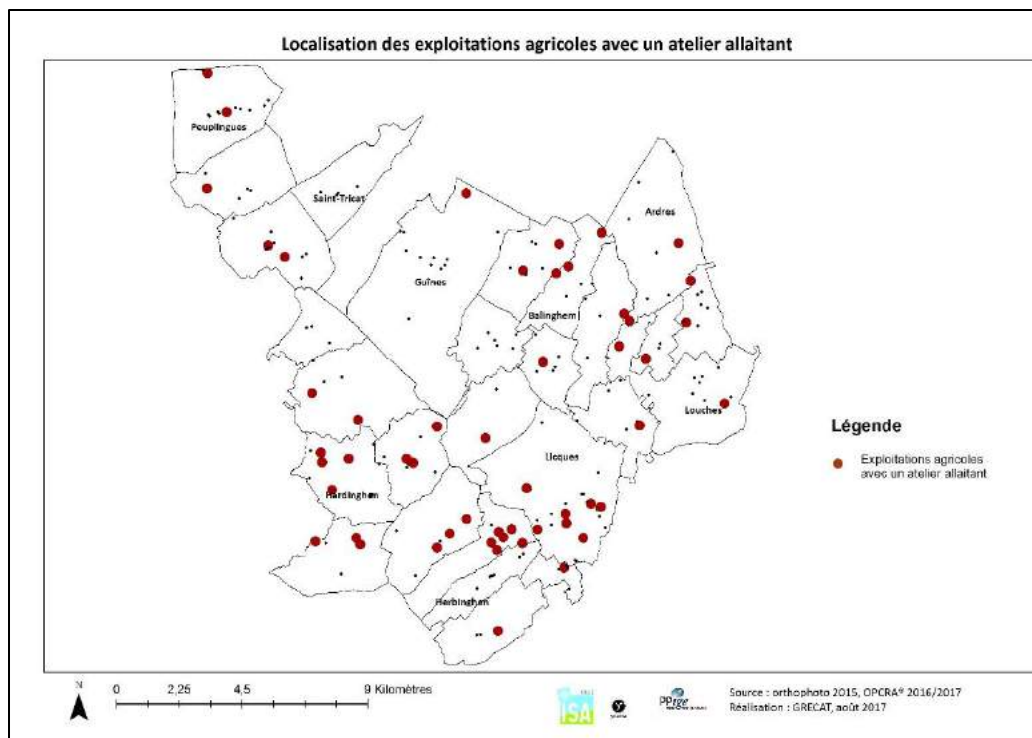 Localisation des exploitations agricoles avec un atelier allaitant
Peuplingues
Saint-Tricat
Ardres
Guînes
Balinghem
Louches
Licques
Hardinghen
Herbinghen
Légende
Exploitations agricoles
avec un atelier allaitant
N
0 2,25 4,5 9 Kilomètres
ISA
Source : orthophoto 2015, OPCRA® 2016/2017
Réalisation : GRECAT, août 2017